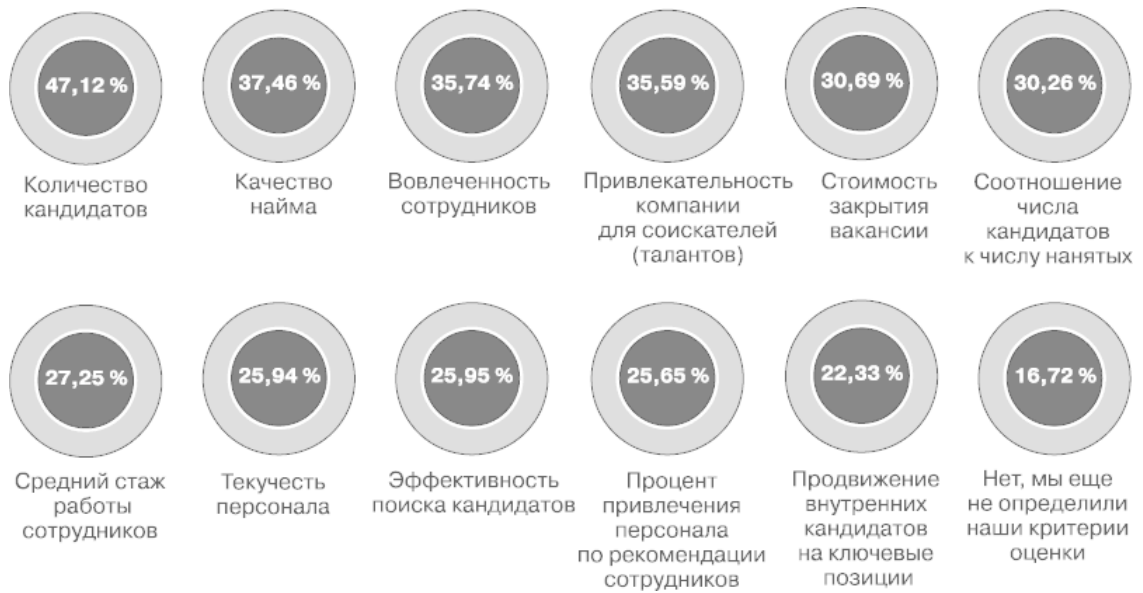 47,12 %
37,46 %
35,74 %
35,59 %
30,69 %
30,26 %
Количество
кандидатов
Качество
найма
Вовлеченность
сотрудников
Привлекательность
компании
для соискателей
(талантов)
Стоимость
закрытия
вакансии
Соотношение
числа
кандидатов
к числу нанятых
27,25 %
25,94 %
25,95 %
25,65 %
22,33 %
16,72 %
Средний стаж
работы
сотрудников
Текучесть
персонала
Эффективность
поиска кандидатов
Процент
привлечения
персонала
по рекомендации
сотрудников
Продвижение
внутренних
кандидатов
на ключевые
позиции
Нет, мы еще
не определили
наши критерии
оценки